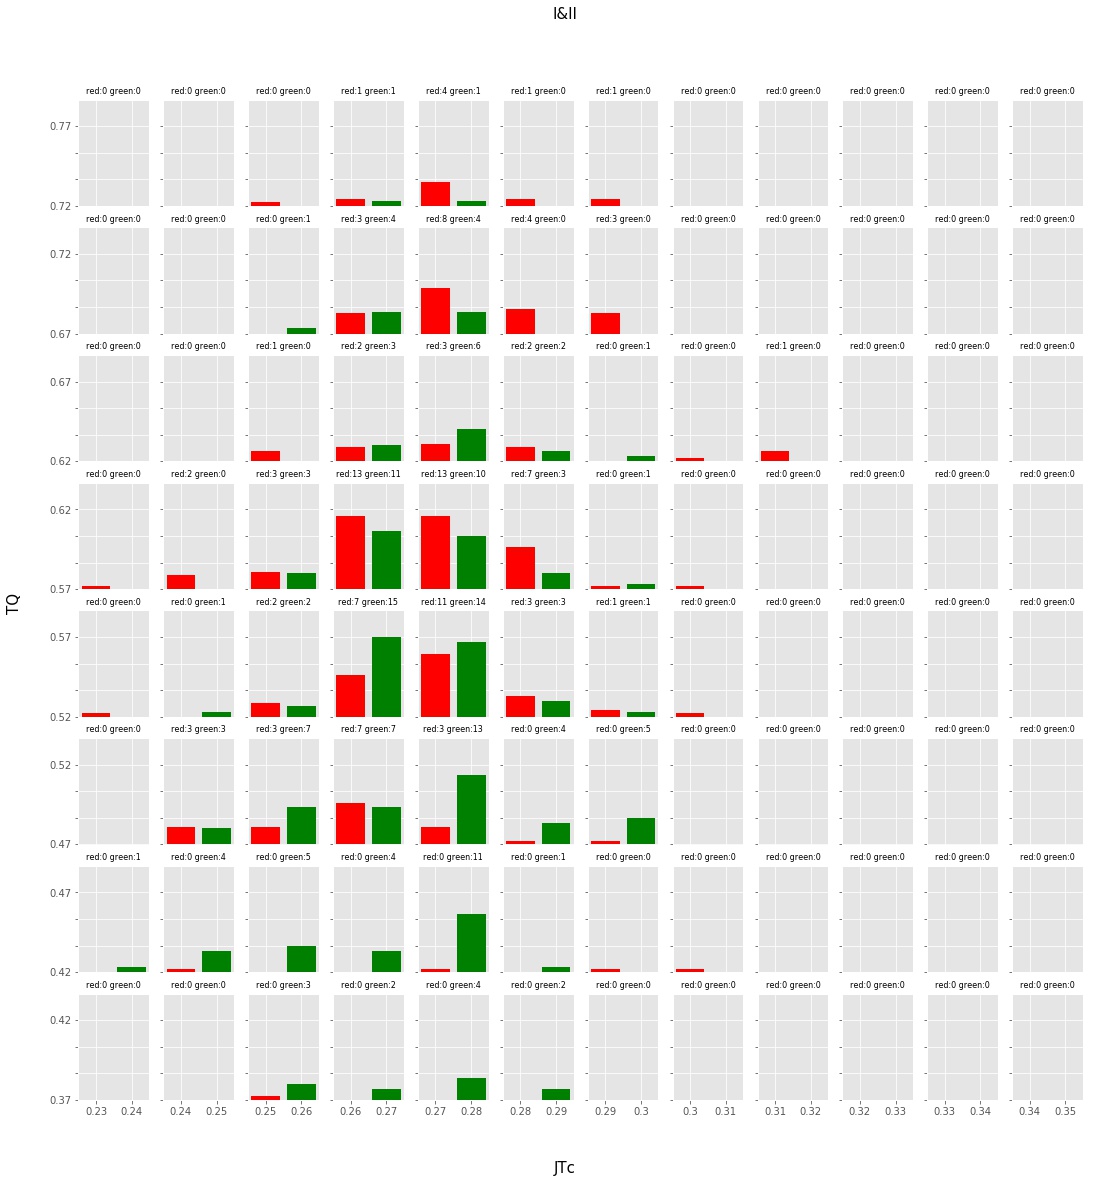 I&II
red:0 green:0 red:0 green:0 red:0 green:0 red:1 green:1 red:4 green:1 red:1 green:0 red:1 green:0 red:0 green:0 red:0 green:0 red:0 green:0 red:0 green:0 red:0 green:0
0.77
0.72
red:0 green:0 red:0 green:0 red:0 green:1 red:3 green:4 red:8 green:4 red:4 green:0 red:3 green:0 red:0 green:0 red:0 green:0 red:0 green:0 red:0 green:0 red:0 green:0
0.72
0.67
red:0 green:0 red:0 green:0 red:1 green:0 red:2 green:3 red:3 green:6 red:2 green:2 red:0 green:1 red:0 green:0 red:1 green:0 red:0 green:0 red:0 green:0 red:0 green:0
0.67
0.62
red:0 green:0 red:2 green:0 red:3 green:3 red:13 green:11 red:13 green:10 red:7 green:3 red:0 green:1 red:0 green:0 red:0 green:0 red:0 green:0 red:0 green:0 red:0 green:0
0.62
0.57
red:0 green:0 red:0 green:1 red:2 green:2 red:7 green:15 red:11 green:14 red:3 green:3 red:1 green:1 red:0 green:0 red:0 green:0 red:0 green:0 red:0 green:0 red:0 green:0
0.57
0.52
red:0 green:0 red:3 green:3 red:3 green:7 red:7 green:7 red:3 green:13 red:0 green:4 red:0 green:5 red:0 green:0 red:0 green:0 red:0 green:0 red:0 green:0 red:0 green:0
0.52
0.47
red:0 green:1 red:0 green:4 red:0 green:5 red:0 green:4 red:0 green:11 red:0 green:1 red:0 green:0 red:0 green:0 red:0 green:0 red:0 green:0 red:0 green:0 red:0 green:0
0.47
0.42
red:0 green:0 red:0 green:0 red:0 green:3 red:0 green:2 red:0 green:4 red:0 green:2 red:0 green:0 red:0 green:0 red:0 green:0 red:0 green:0 red:0 green:0 red:0 green:0
0.42
0.37
0.23 0.24 0.24 0.25 0.25 0.26 0.26 0.27 0.27 0.28 0.28 0.29 0.29 0.3 0.3 0.31 0.31 0.32 0.32 0.33 0.33 0.34 0.34 0.35
TQ
JTc